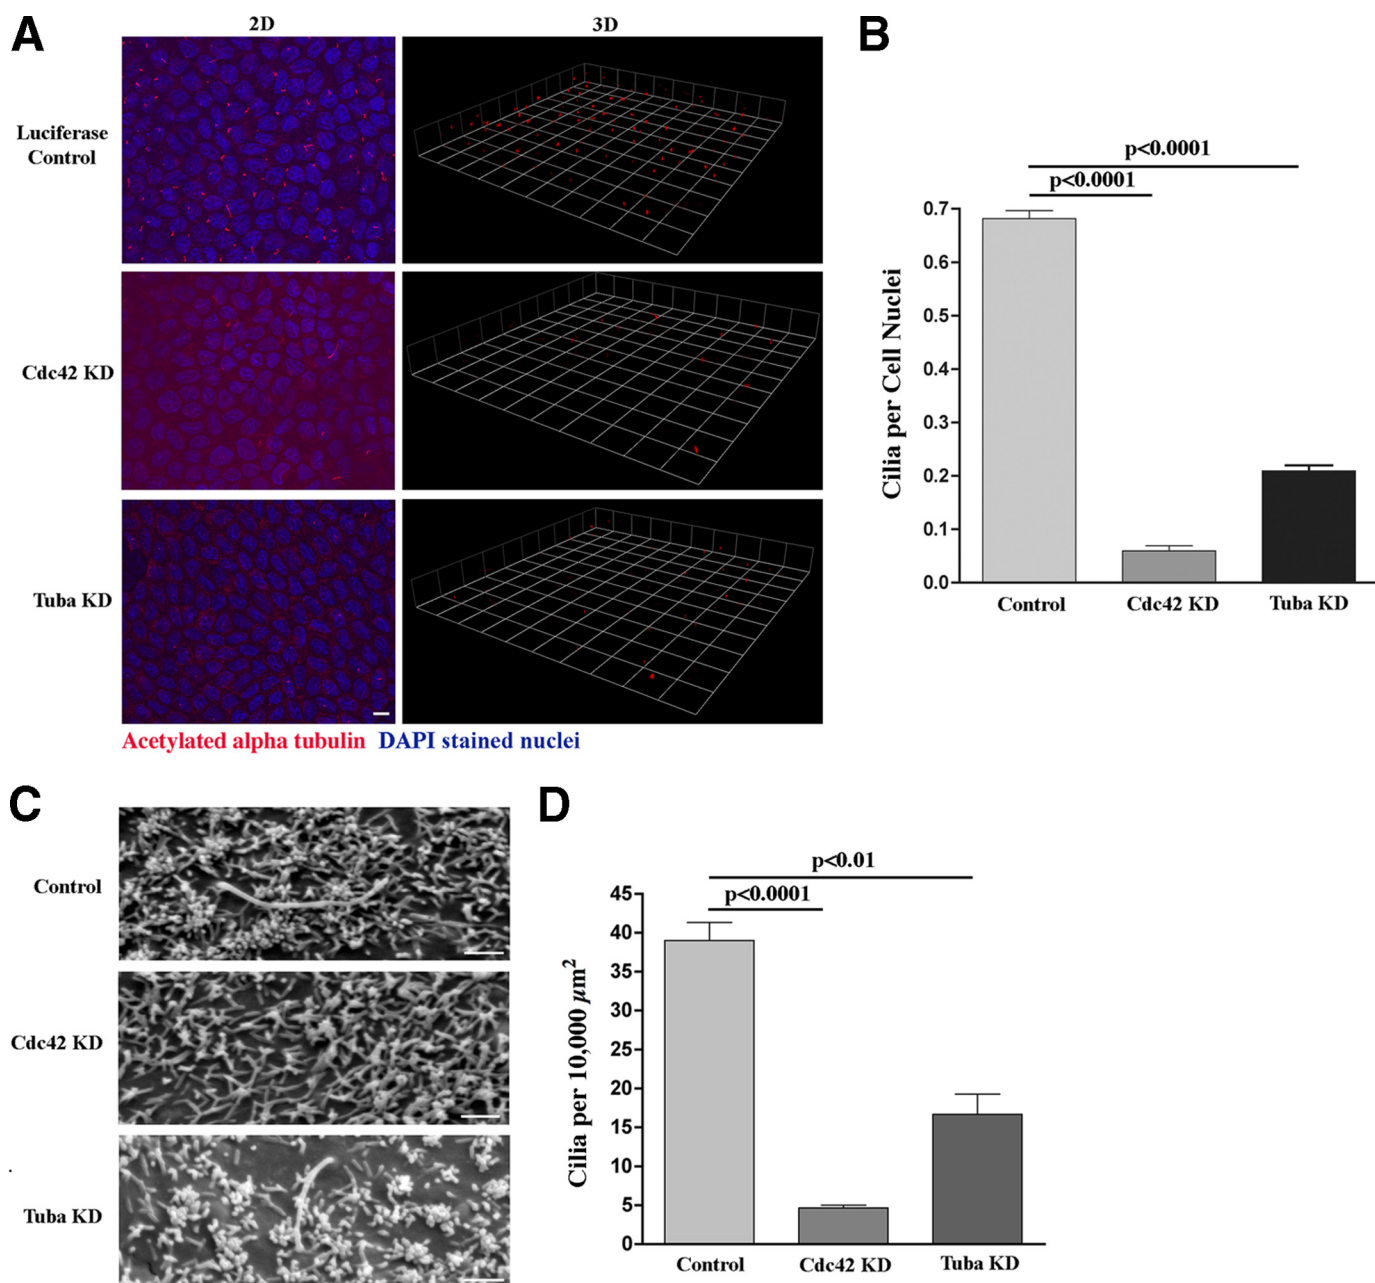 A
2D
3D
Luciferase
Control
Cdc42 KD
Tuba KD
Acetylated alpha tubulin DAPI stained nuclei
B
p<0.0001
p<0.0001
Cilia per Cell Nuclei
0.7
0.6
0.5
0.4
0.3
0.2
0.1
0.0
Control
Cdc42 KD
Tuba KD
C
Control
Cdc42 KD
Tuba KD
D
p<0.01
p<0.0001
Cilia per 10,000 µm²
45
40
35
30
25
20
15
10
5
0
Control
Cdc42 KD
Tuba KD